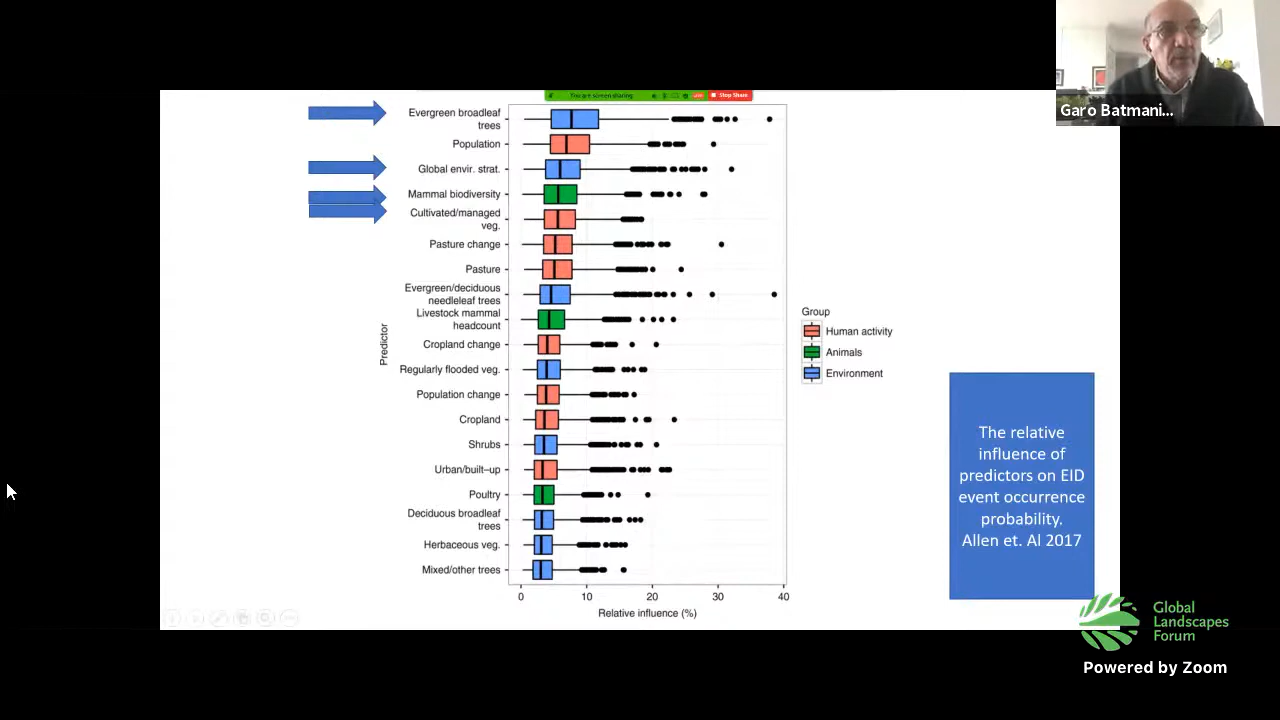 Garo Batmani...
You are screen sharing
Stop Share
Evergreen broadleaf
trees
Population
Global envir. strat.
Mammal biodiversity
Cultivated/managed
veg.
Pasture change
Pasture
Evergreen/deciduous
needleleaf trees
Livestock mammal
headcount
Cropland change
Regularly flooded veg.
Population change
Cropland
Shrubs
Urban/built–up
Poultry
Deciduous broadleaf
trees
Herbaceous veg.
Mixed/other trees
Predictor
0 10 20 30 40
Relative influence (%)
Group
Human activity
Animals
Environment
The relative
influence of
predictors on EID
event occurrence
probability.
Allen et. Al 2017
Global
Landscapes
Forum
Powered by Zoom